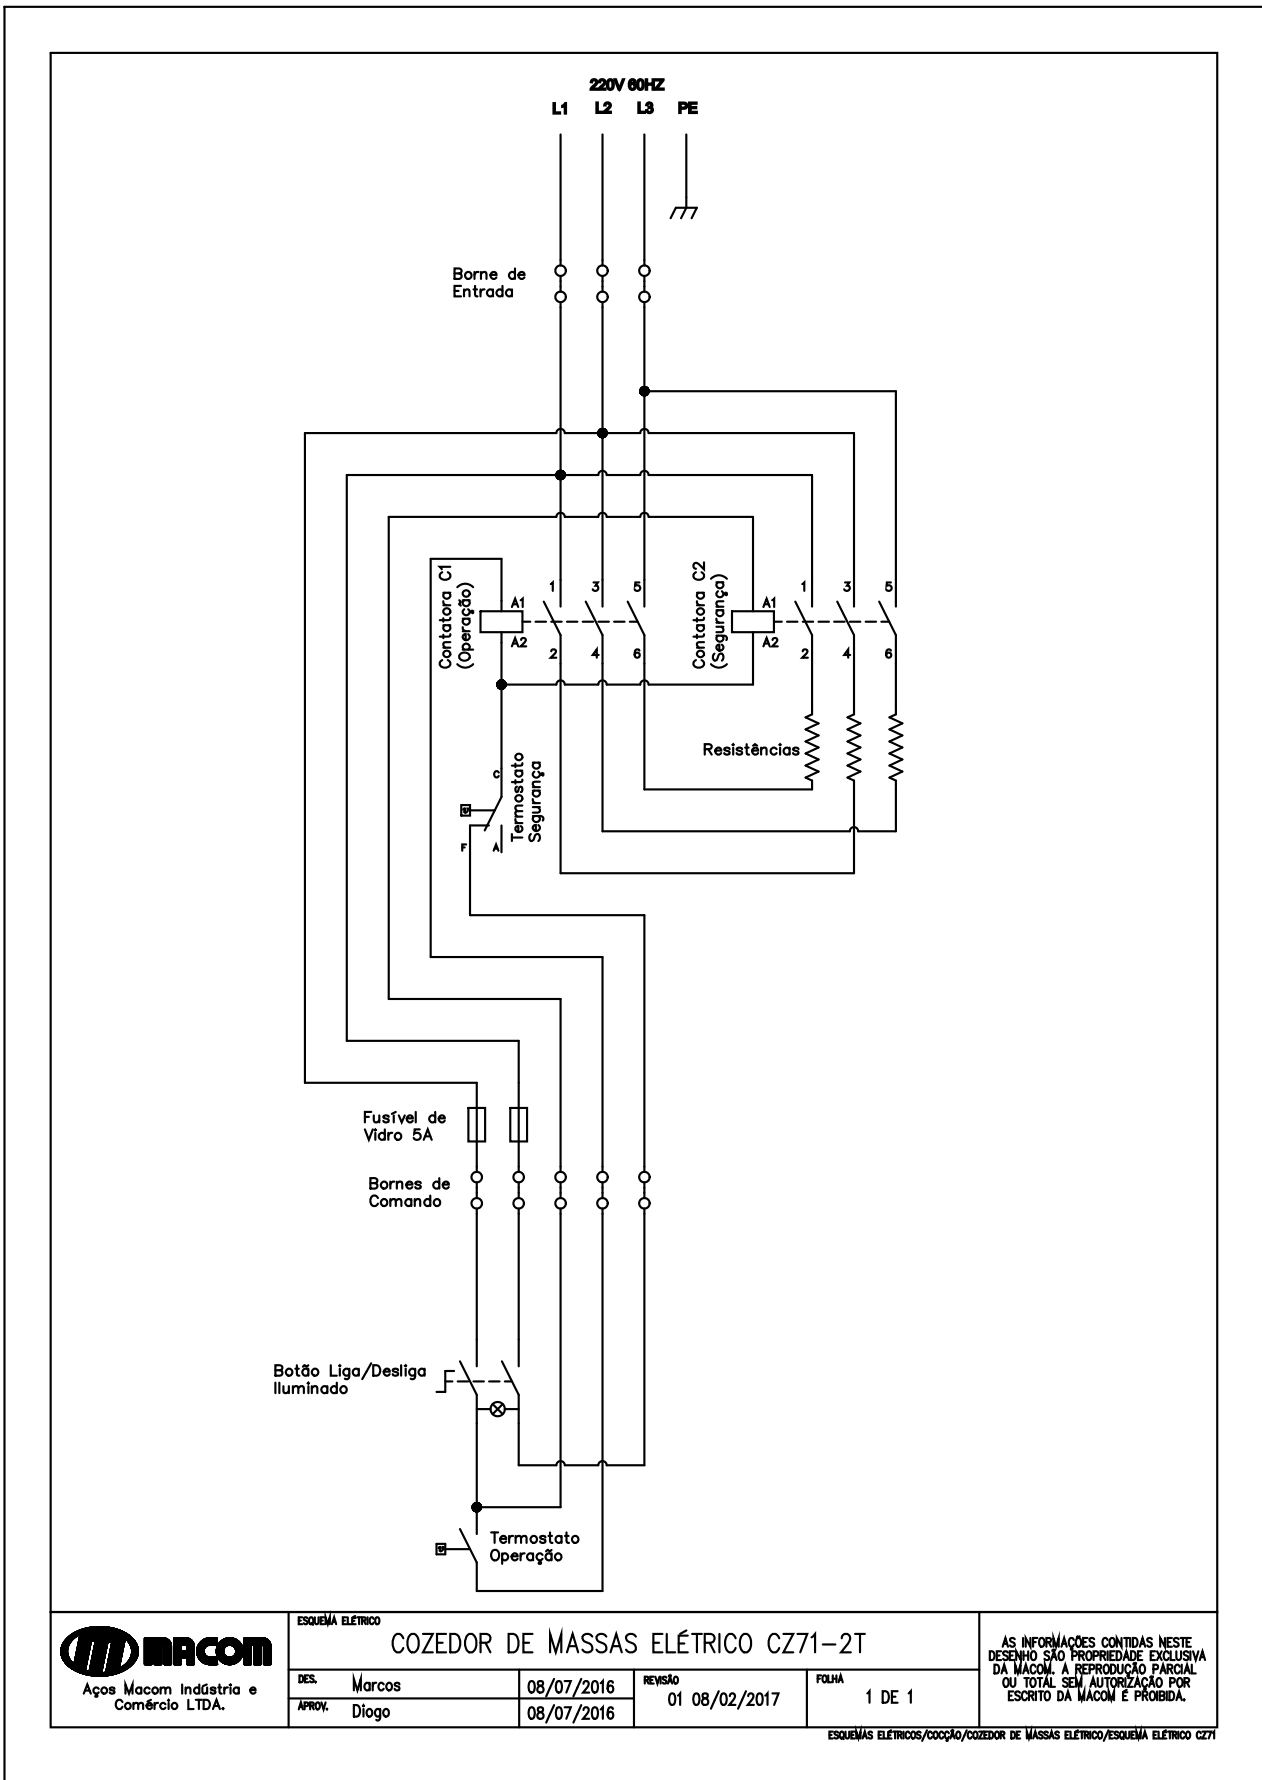 220V 60HZ
L1 L2 L3 PE
Borne de
Entrada
Contatora C1
(Operação)
A1
A2
1 3 5
2 4 6
Contatora C2
(Segurança)
A1
A2
1 3 5
2 4 6
Resistências
C
Termostato
Segurança
F A
Fusível de
Vidro 5A
Bornes de
Comando
Botão Liga/Desliga
Iluminado
Termostato
Operação
MACOM
Aços Macom Indústria e
Comércio LTDA.
ESQUEMA ELÉTRICO
COZEDOR DE MASSAS ELÉTRICO CZ71-2T
DES. Marcos 08/07/2016
APROV. Diogo 08/07/2016
REVISÃO
01 08/02/2017
FOLHA
1 DE 1
AS INFORMAÇÕES CONTIDAS NESTE
DESENHO SÃO PROPRIEDADE EXCLUSIVA
DA MACOM. A REPRODUÇÃO PARCIAL
OU TOTAL SEM AUTORIZAÇÃO POR
ESCRITO DA MACOM É PROIBIDA.
ESQUEMAS ELÉTRICOS/COCÇÃO/COZEDOR DE MASSAS ELÉTRICO/ESQUEMA ELÉTRICO CZ71